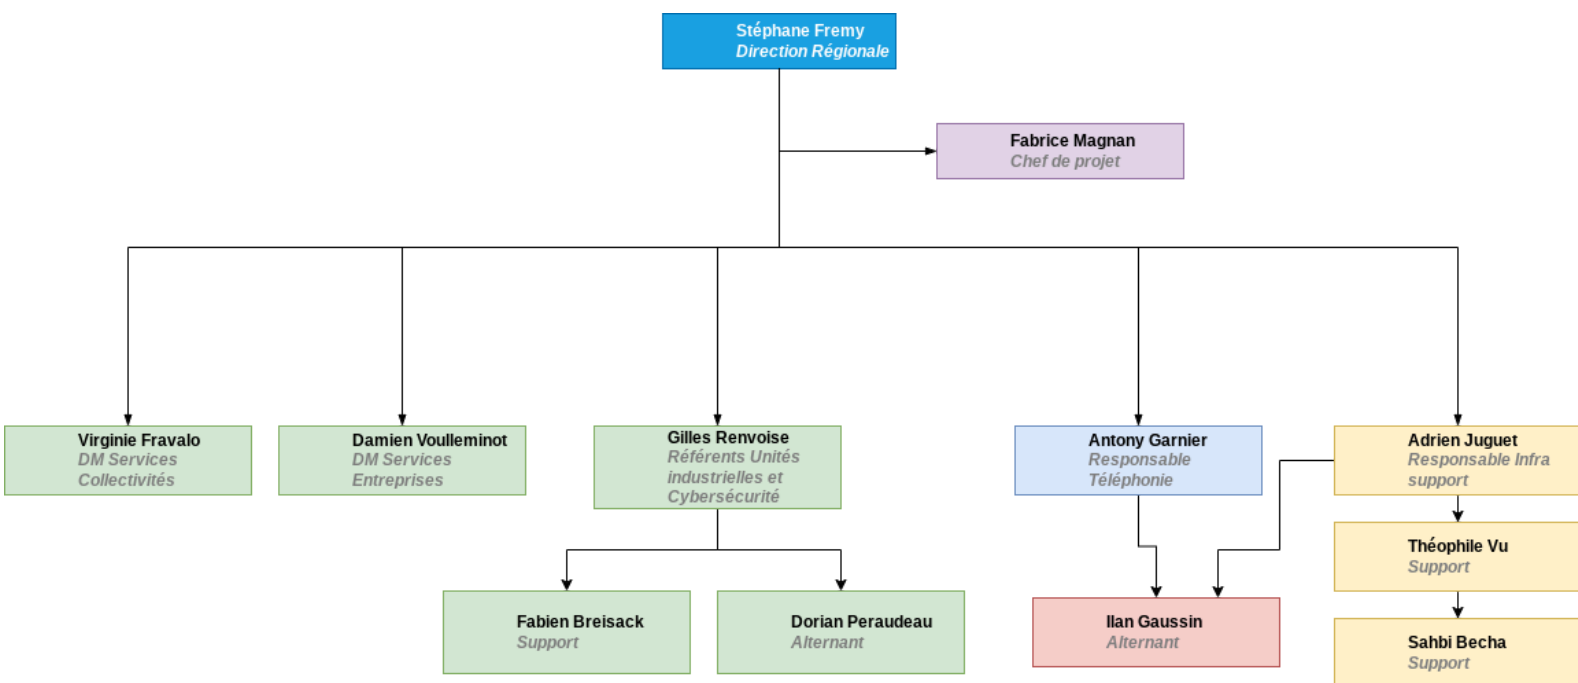 Stéphane Fremy
Direction Régionale
Fabrice Magnan
Chef de projet
Virginie Fravalo
DM Services
Collectivités
Damien Voulleminot
DM Services
Entreprises
Gilles Renvoise
Référents Unités
industrielles et
Cybersécurité
Antony Garnier
Responsable
Téléphonie
Adrien Juguet
Responsable Infra
support
Théophile Vu
Support
Fabien Breisack
Support
Dorian Peraudeau
Alternant
Ilan Gaussin
Alternant
Sahbi Becha
Support